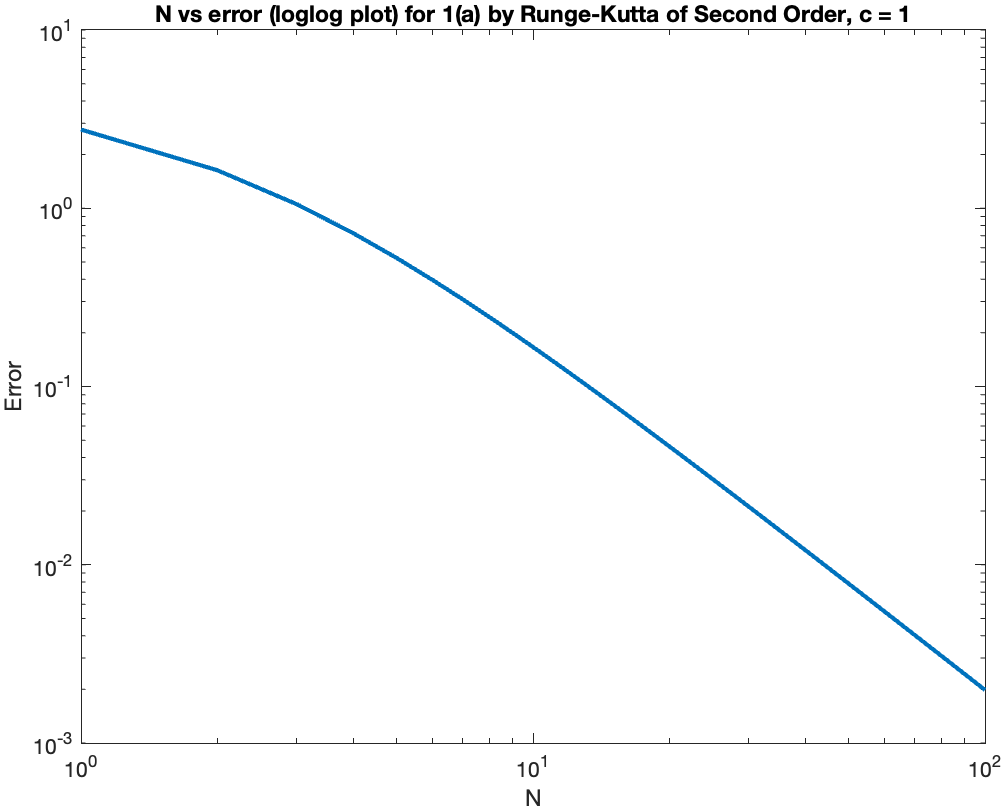 N vs error (loglog plot) for 1(a) by Runge-Kutta of Second Order, c = 1
10^1
10^0
10^-1
10^-2
10^-3
Error
10^0
10^1
10^2
N